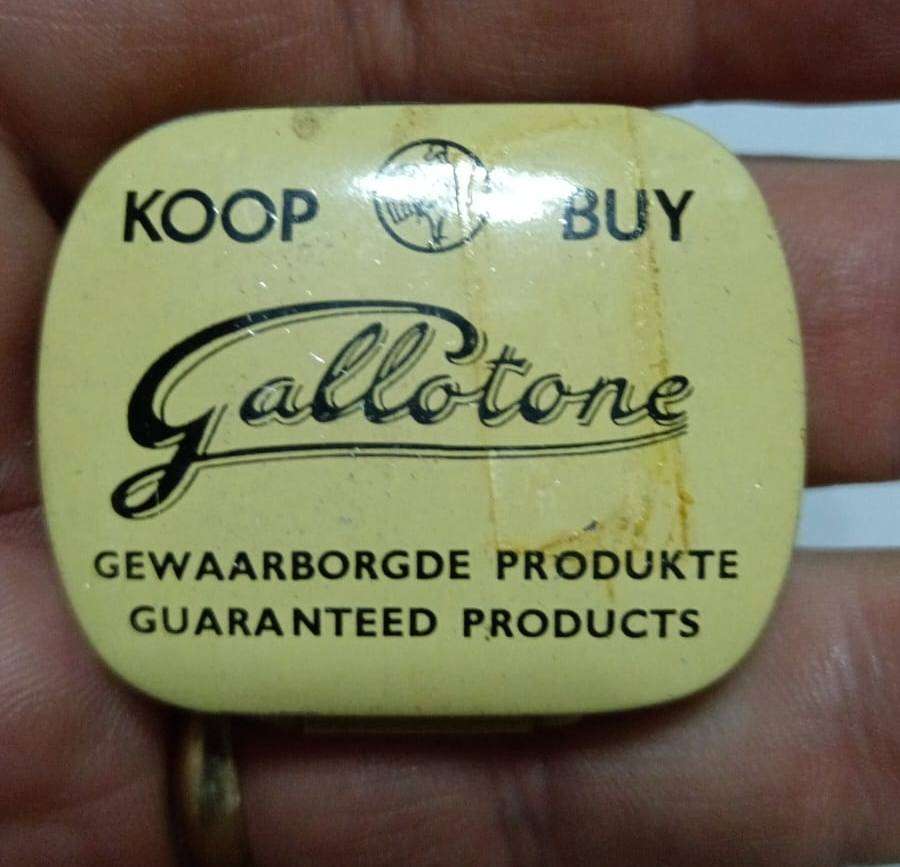 KOOP BUY
Gallotone
GEWAARBORGDE PRODUKTE
GUARANTEED PRODUCTS